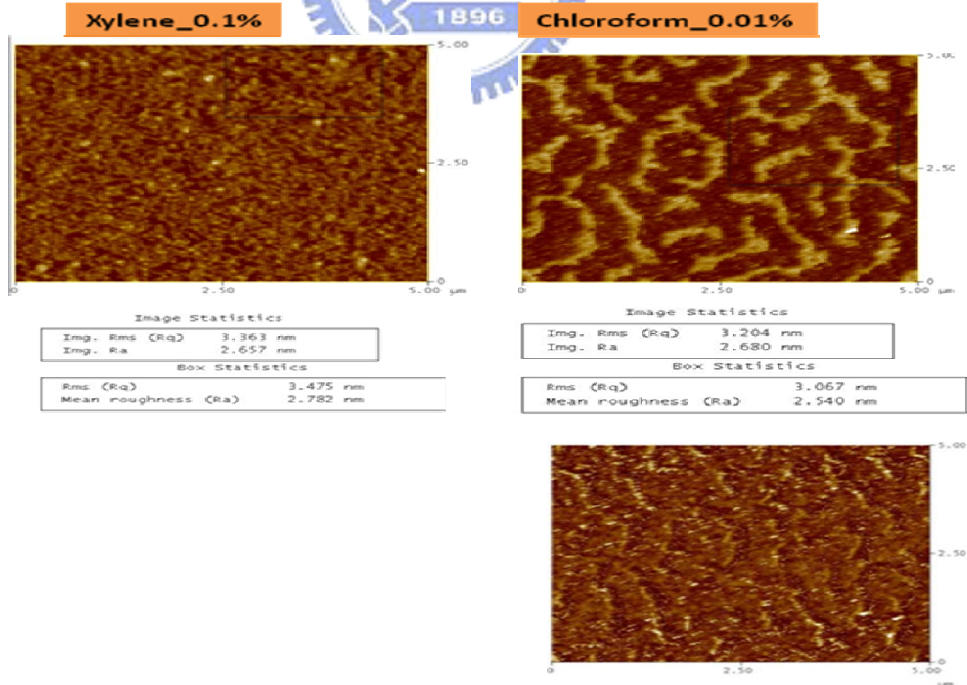 Xylene_0.1%
1896
Chloroform_0.01%
5.00
2.50
0
0
2.50
5.00 µm
Image Statistics
Img. Rms (Rq) 3.363 nm
Img. Ra 2.657 nm
Box Statistics
Rms (Rq) 3.475 nm
Mean roughness (Ra) 2.782 nm
2.50
0
0
2.50
5.00 µm
Image Statistics
Img. Rms (Rq) 3.204 nm
Img. Ra 2.680 nm
Box Statistics
Rms (Rq) 3.067 nm
Mean roughness (Ra) 2.540 nm
5.00
2.50
0
0
2.50
5.00